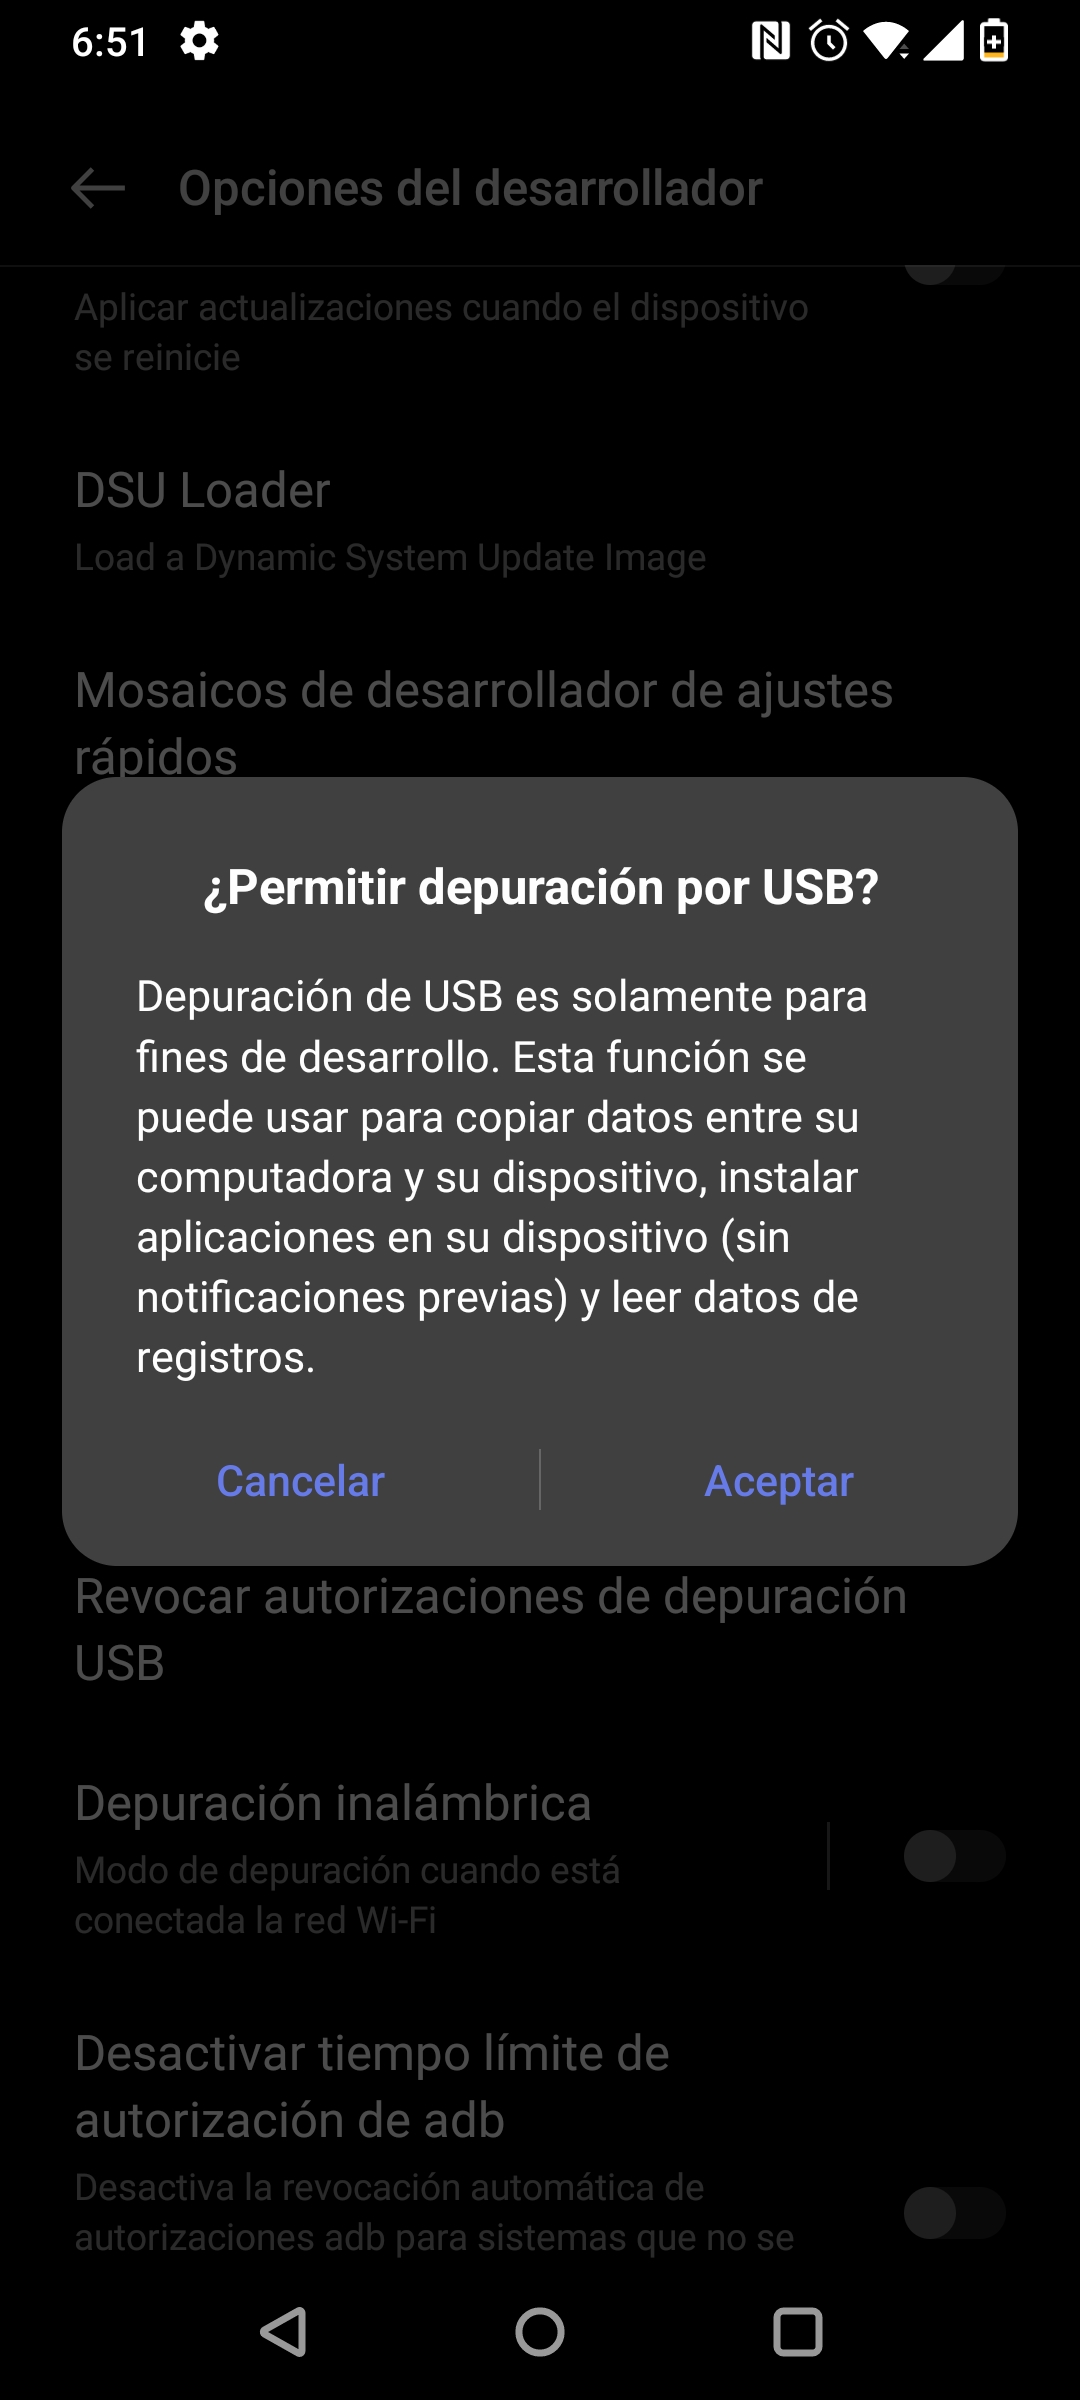 6:51
Opciones del desarrollador
Aplicar actualizaciones cuando el dispositivo
se reinicie
DSU Loader
Load a Dynamic System Update Image
Mosaicos de desarrollador de ajustes
rápidos
¿Permitir depuración por USB?
Depuración de USB es solamente para
fines de desarrollo. Esta función se
puede usar para copiar datos entre su
computadora y su dispositivo, instalar
aplicaciones en su dispositivo (sin
notificaciones previas) y leer datos de
registros.
Cancelar
Aceptar
Revocar autorizaciones de depuración
USB
Depuración inalámbrica
Modo de depuración cuando está
conectada la red Wi-Fi
Desactivar tiempo límite de
autorización de adb
Desactiva la revocación automática de
autorizaciones adb para sistemas que no se